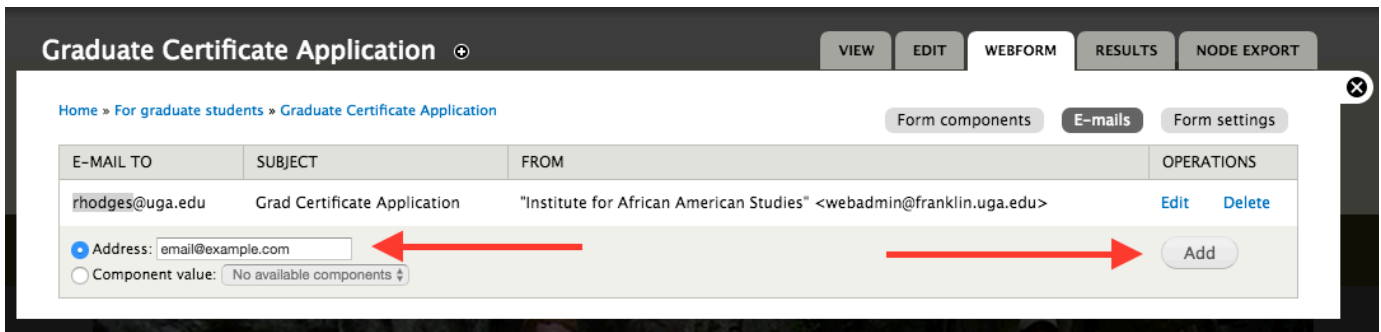 Graduate Certificate Application
VIEW EDIT WEBFORM RESULTS NODE EXPORT
Home » For graduate students » Graduate Certificate Application
Form components E-mails Form settings
E-MAIL TO SUBJECT FROM OPERATIONS
rhodges@uga.edu Grad Certificate Application "Institute for African American Studies" <webadmin@franklin.uga.edu> Edit Delete
Address: email@example.com Add
Component value: No available components